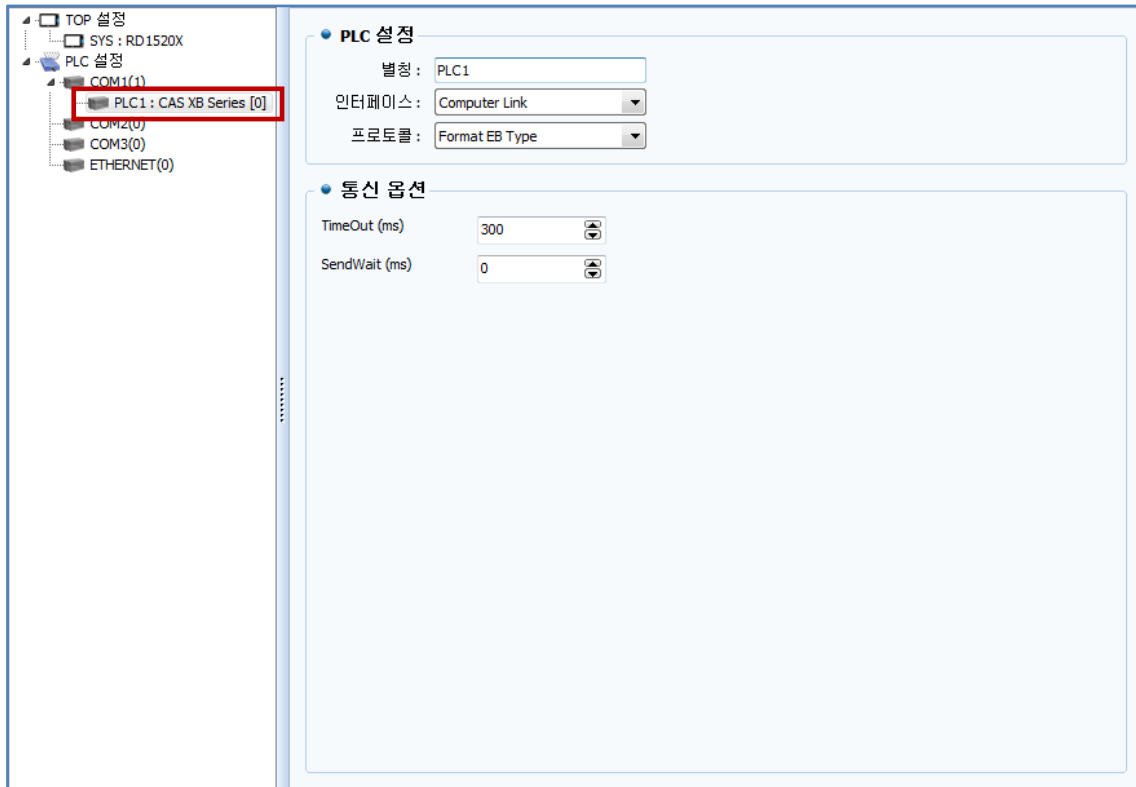 TOP 설정
SYS : RD1520X
PLC 설정
COM1(1)
PLC1 : CAS XB Series [0]
COM2(0)
COM3(0)
ETHERNET(0)
PLC 설정
별칭 : PLC1
인터페이스 : Computer Link
프로토콜 : Format EB Type
통신 옵션
TimeOut (ms) 300
SendWait (ms) 0